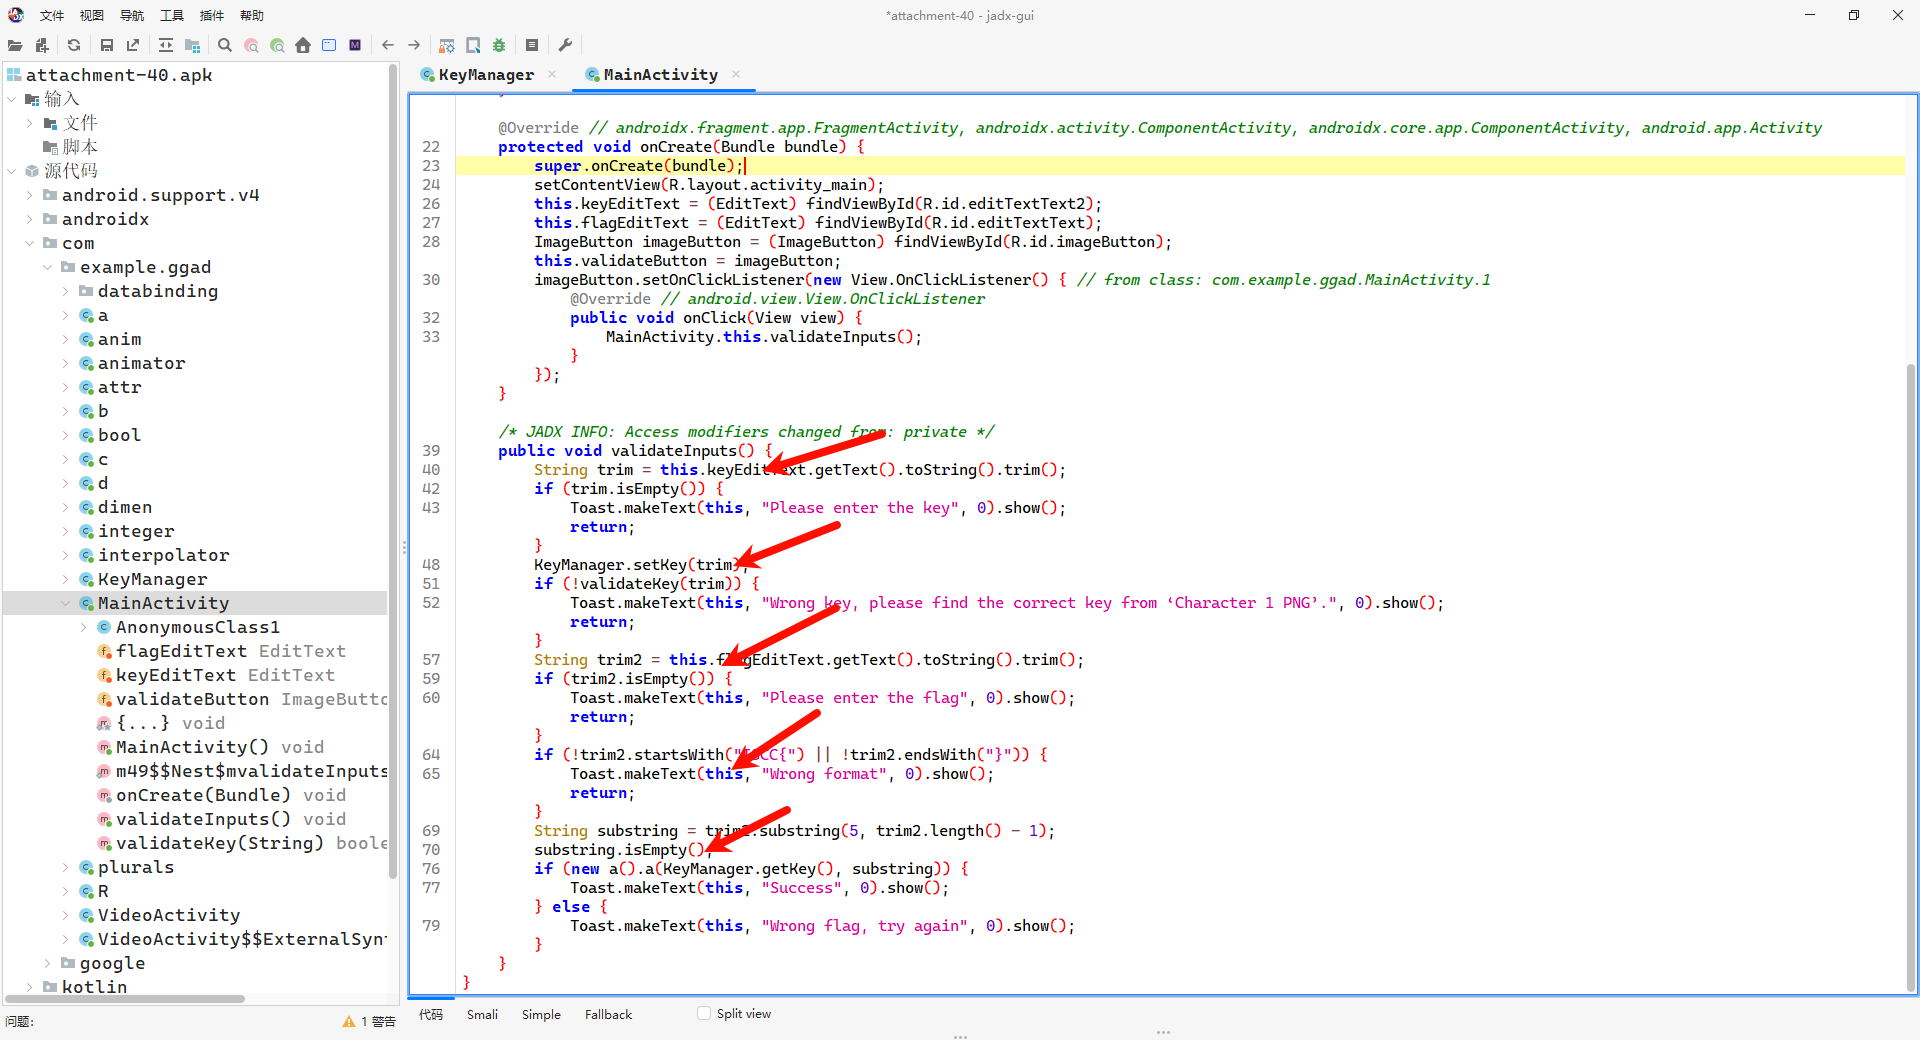 文件 视图 导航 工具 插件 帮助
*attachment-40 - jadx-gui
attachment-40.apk
输入
文件
脚本
源代码
android.support.v4
androidx
com
example.ggad
databinding
a
anim
animator
attr
b
bool
c
d
dimen
integer
interpolator
KeyManager
MainActivity
AnonymousClass1
flagEditText EditText
keyEditText EditText
validateButton ImageButto
{...} void
MainActivity() void
m49$$Nest$mvalidateInputs
onCreate(Bundle) void
validateInputs() void
validateKey(String) boole
plurals
R
VideoActivity
VideoActivity$$ExternalSyn
google
kotlin
问题:
1 警告
KeyManager
MainActivity
@Override // androidx.fragment.app.FragmentActivity, androidx.activity.ComponentActivity, androidx.core.app.ComponentActivity, android.app.Activity
22 protected void onCreate(Bundle bundle) {
23 super.onCreate(bundle);
24 setContentView(R.layout.activity_main);
26 this.keyEditText = (EditText) findViewById(R.id.editTextText2);
27 this.flagEditText = (EditText) findViewById(R.id.editTextText);
28 ImageButton imageButton = (ImageButton) findViewById(R.id.imageButton);
this.validateButton = imageButton;
30 imageButton.setOnClickListener(new View.OnClickListener() { // from class: com.example.ggad.MainActivity.1
@Override // android.view.View.OnClickListener
32 public void onClick(View view) {
33 MainActivity.this.validateInputs();
}
});
}
/* JADX INFO: Access modifiers changed from: private */
39 public void validateInputs() {
40 String trim = this.keyEditText.getText().toString().trim();
42 if (trim.isEmpty()) {
43 Toast.makeText(this, "Please enter the key", 0).show();
return;
}
48 KeyManager.setKey(trim);
51 if (!validateKey(trim)) {
52 Toast.makeText(this, "Wrong key, please find the correct key from ‘Character 1 PNG’.", 0).show();
return;
}
57 String trim2 = this.flagEditText.getText().toString().trim();
59 if (trim2.isEmpty()) {
60 Toast.makeText(this, "Please enter the flag", 0).show();
return;
}
64 if (!trim2.startsWith("ISCC{") || !trim2.endsWith("}")) {
65 Toast.makeText(this, "Wrong format", 0).show();
return;
}
69 String substring = trim2.substring(5, trim2.length() - 1);
70 substring.isEmpty();
76 if (new a().a(KeyManager.getKey(), substring)) {
77 Toast.makeText(this, "Success", 0).show();
} else {
79 Toast.makeText(this, "Wrong flag, try again", 0).show();
}
}
}
代码 Smali Simple Fallback Split view